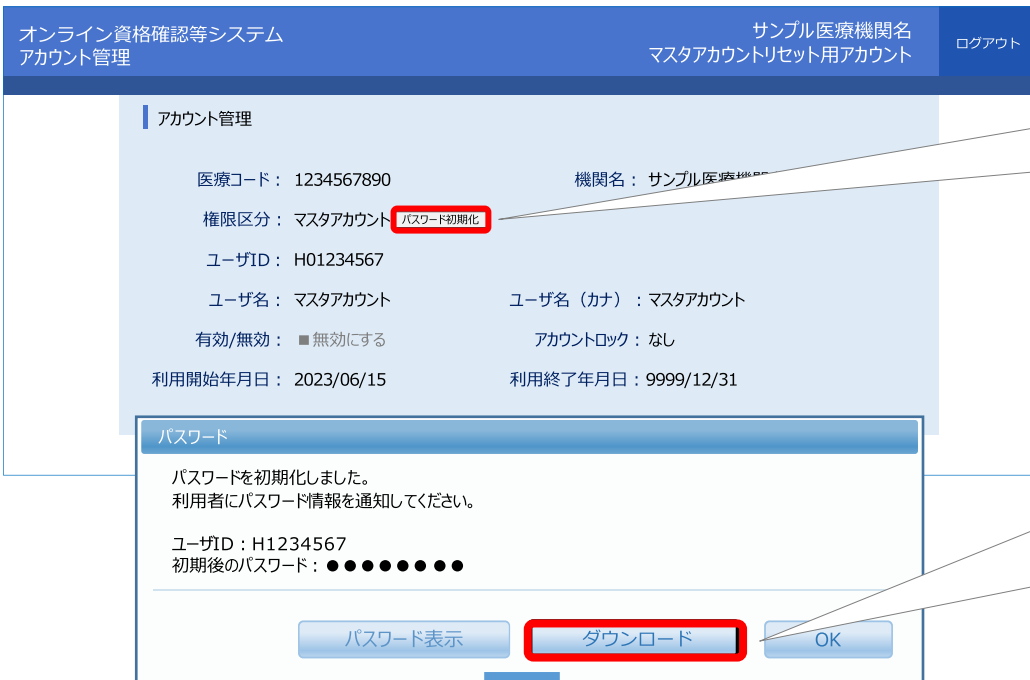 オンライン資格確認等システム
アカウント管理
サンプル医療機関名
マスタアカウントリセット用アカウント
ログアウト
アカウント管理
医療コード： 1234567890
機関名： サンプル医療機関
権限区分： マスタアカウント パスワード初期化
ユーザID： H01234567
ユーザ名： マスタアカウント
ユーザ名（カナ）：マスタアカウント
有効/無効： ■無効にする
アカウントロック：なし
利用開始年月日： 2023/06/15
利用終了年月日：9999/12/31
パスワード
パスワードを初期化しました。
利用者にパスワード情報を通知してください。
ユーザID：H1234567
初期後のパスワード：●●●●●●●●
パスワード表示
ダウンロード
OK